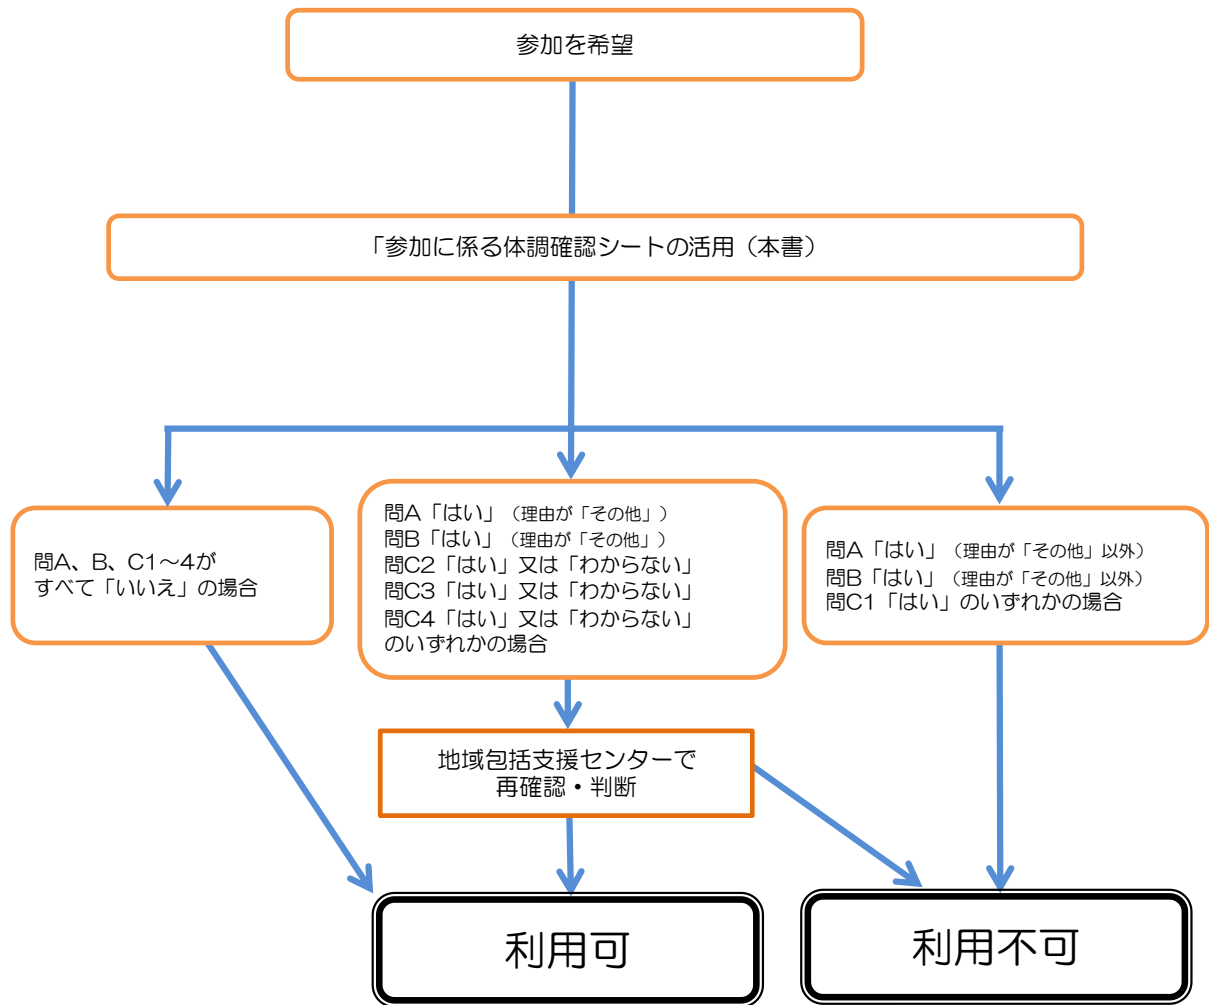 参加を希望
「参加に係る体調確認シートの活用（本書）
問A、B、C1～4が
すべて「いいえ」の場合
問A「はい」（理由が「その他」）
問B「はい」（理由が「その他」）
問C2「はい」又は「わからない」
問C3「はい」又は「わからない」
問C4「はい」又は「わからない」
のいずれかの場合
問A「はい」（理由が「その他」以外）
問B「はい」（理由が「その他」以外）
問C1「はい」のいずれかの場合
地域包括支援センターで
再確認・判断
利用可
利用不可